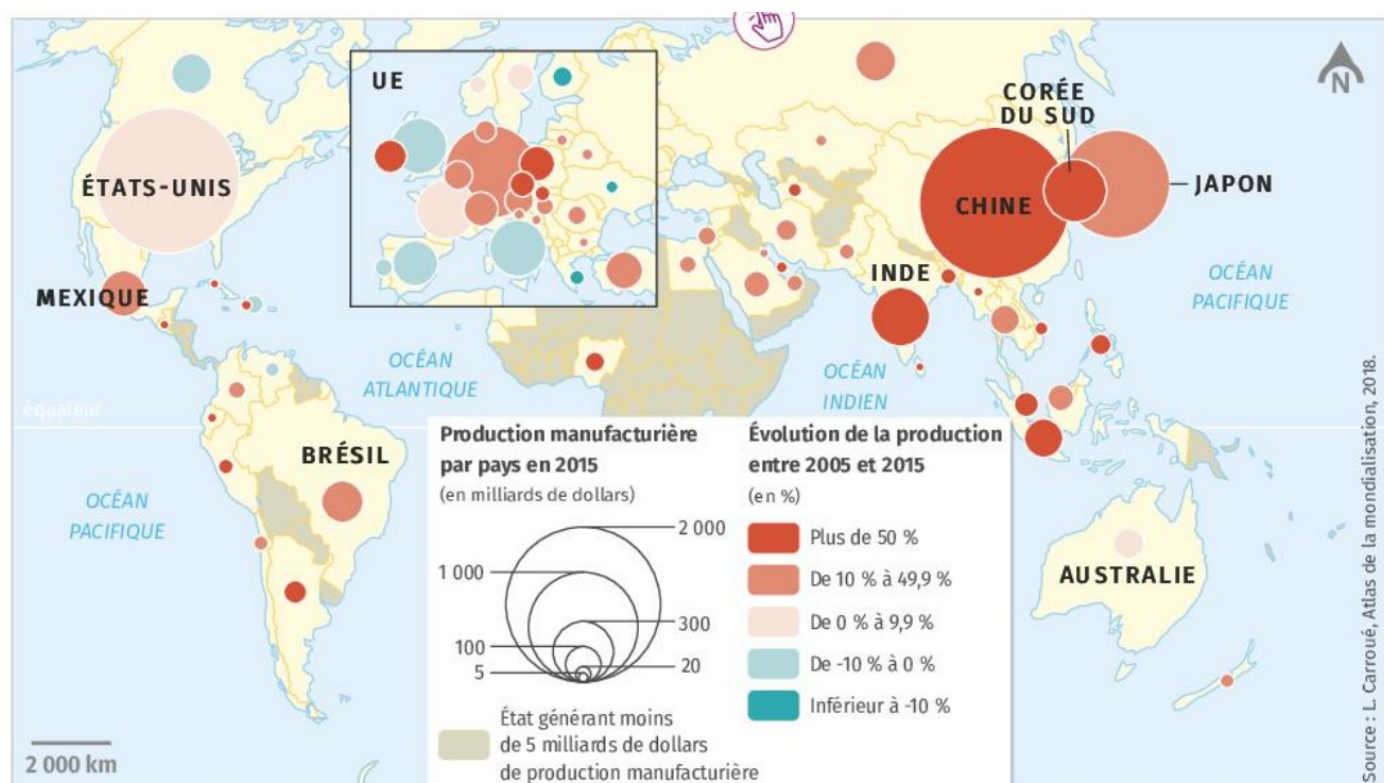 UE
N
CORÉE
DU SUD
ÉTATS-UNIS
JAPON
CHINE
MEXIQUE
INDE
OCÉAN
PACIFIQUE
OCÉAN
ATLANTIQUE
OCÉAN
INDIEN
équateur
BRÉSIL
OCÉAN
PACIFIQUE
AUSTRALIE
Production manufacturière
par pays en 2015
(en milliards de dollars)
2 000
1 000
300
100
20
5
État générant moins
de 5 milliards de dollars
de production manufacturière
Évolution de la production
entre 2005 et 2015
(en %)
Plus de 50 %
De 10 % à 49,9 %
De 0 % à 9,9 %
De -10 % à 0 %
Inférieur à -10 %
2 000 km
Source : L. Carroué, Atlas de la mondialisation, 2018.